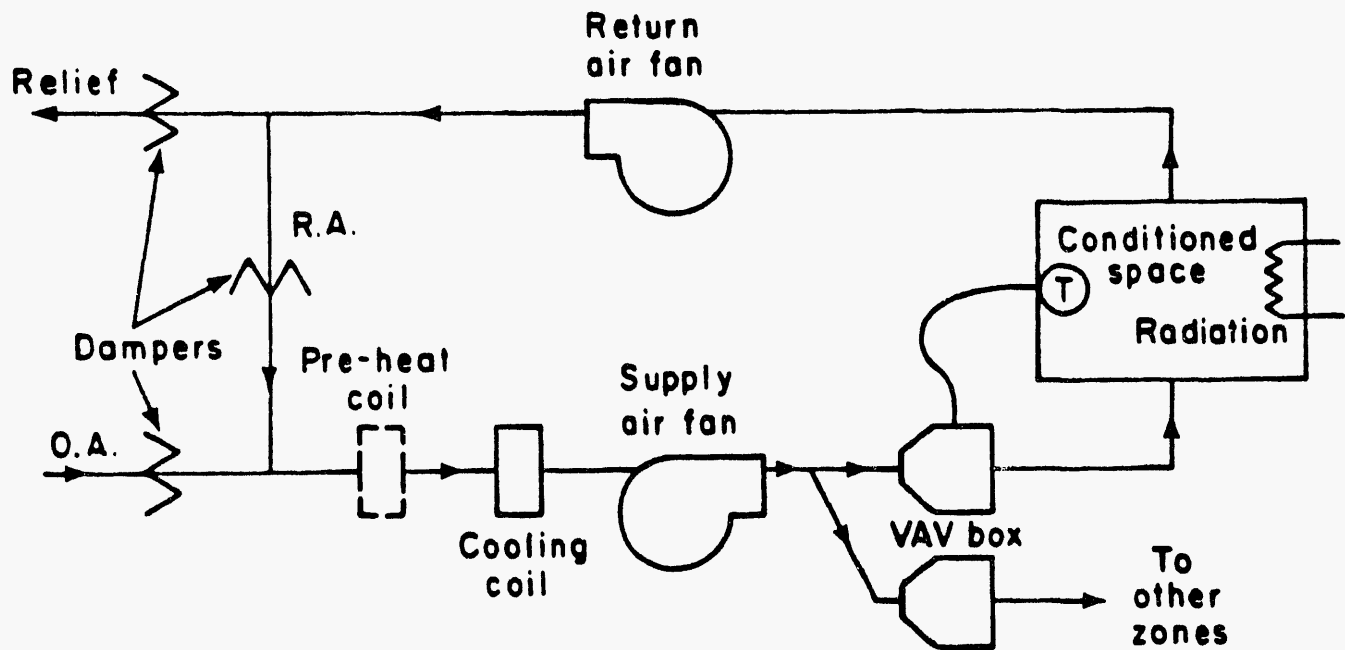 Return
air fan
Relief
R.A.
Conditioned
space
T
Radiation
Dampers
Pre-heat
coil
Supply
air fan
O.A.
Cooling
coil
VAV box
To
other
zones